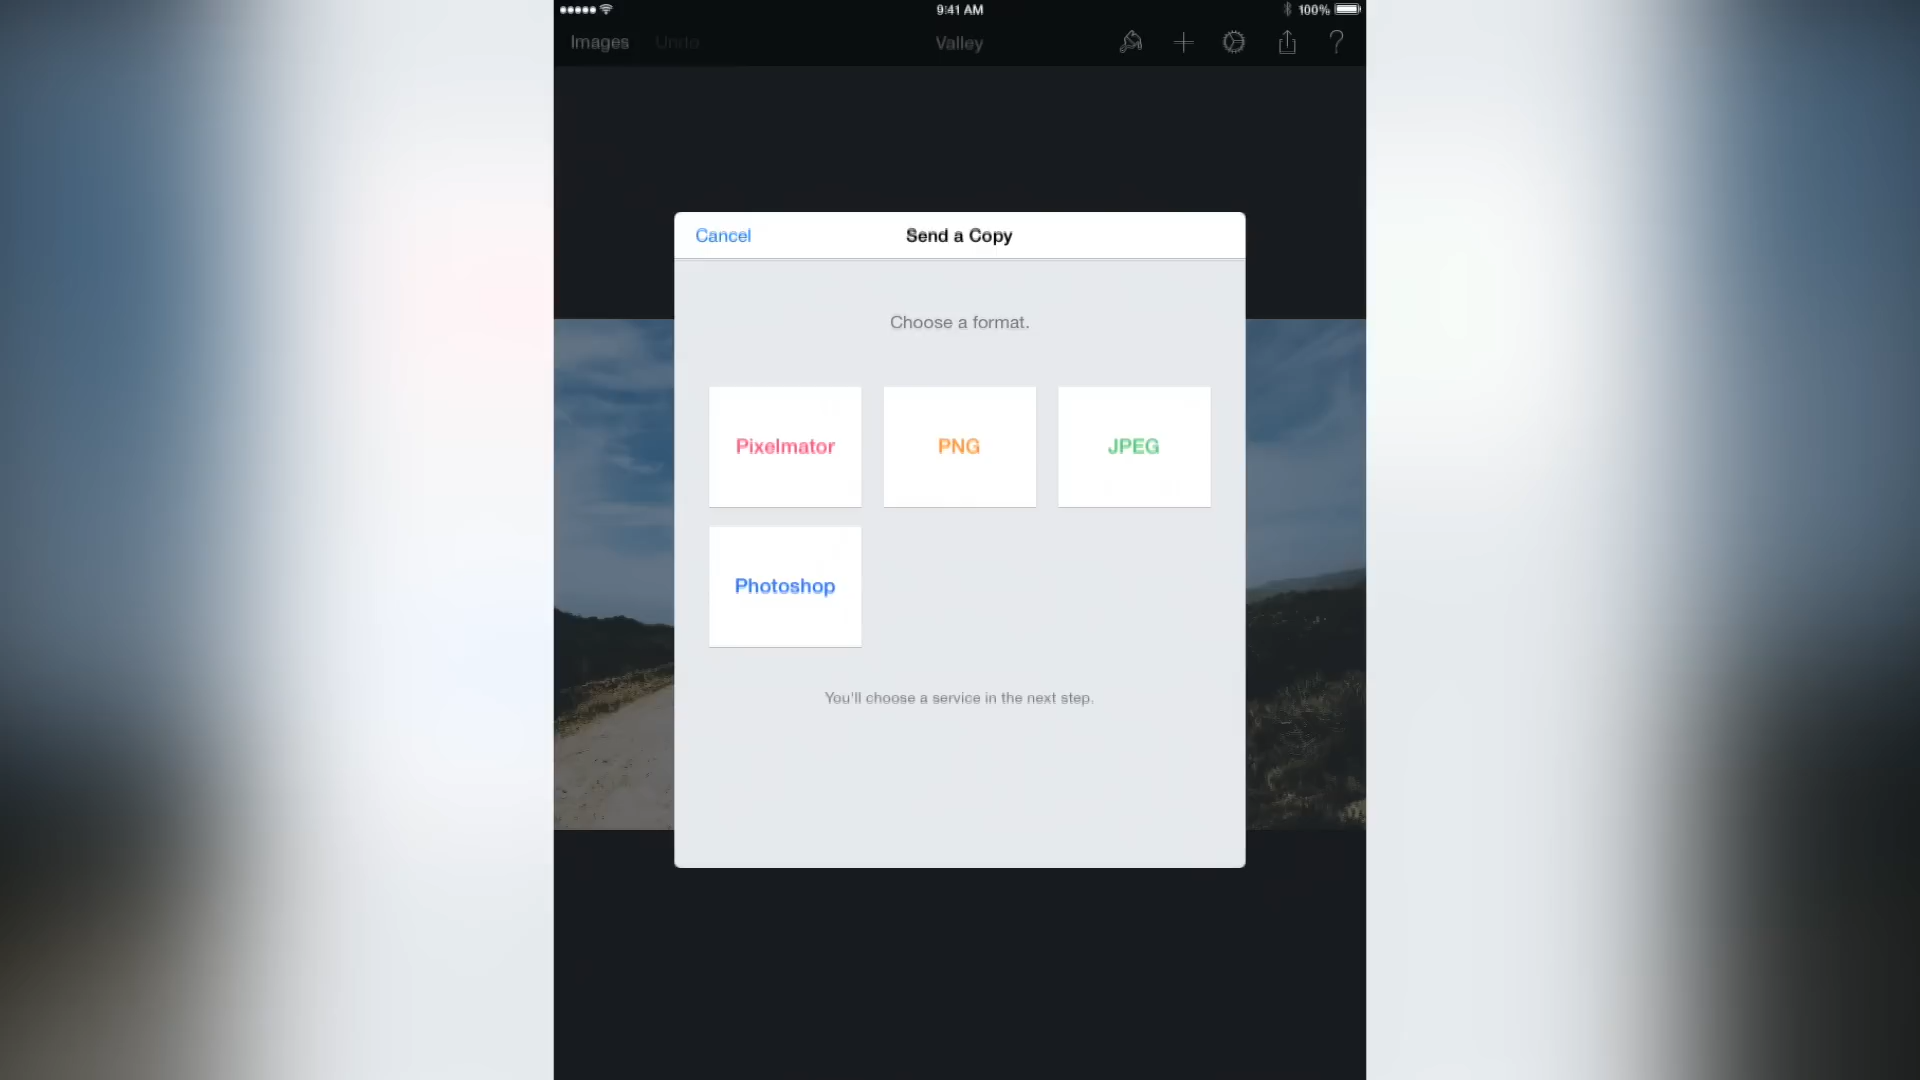 9:41 AM
100%
Images
Undo
Valley
Cancel
Send a Copy
Choose a format.
Pixelmator
PNG
JPEG
Photoshop
You'll choose a service in the next step.